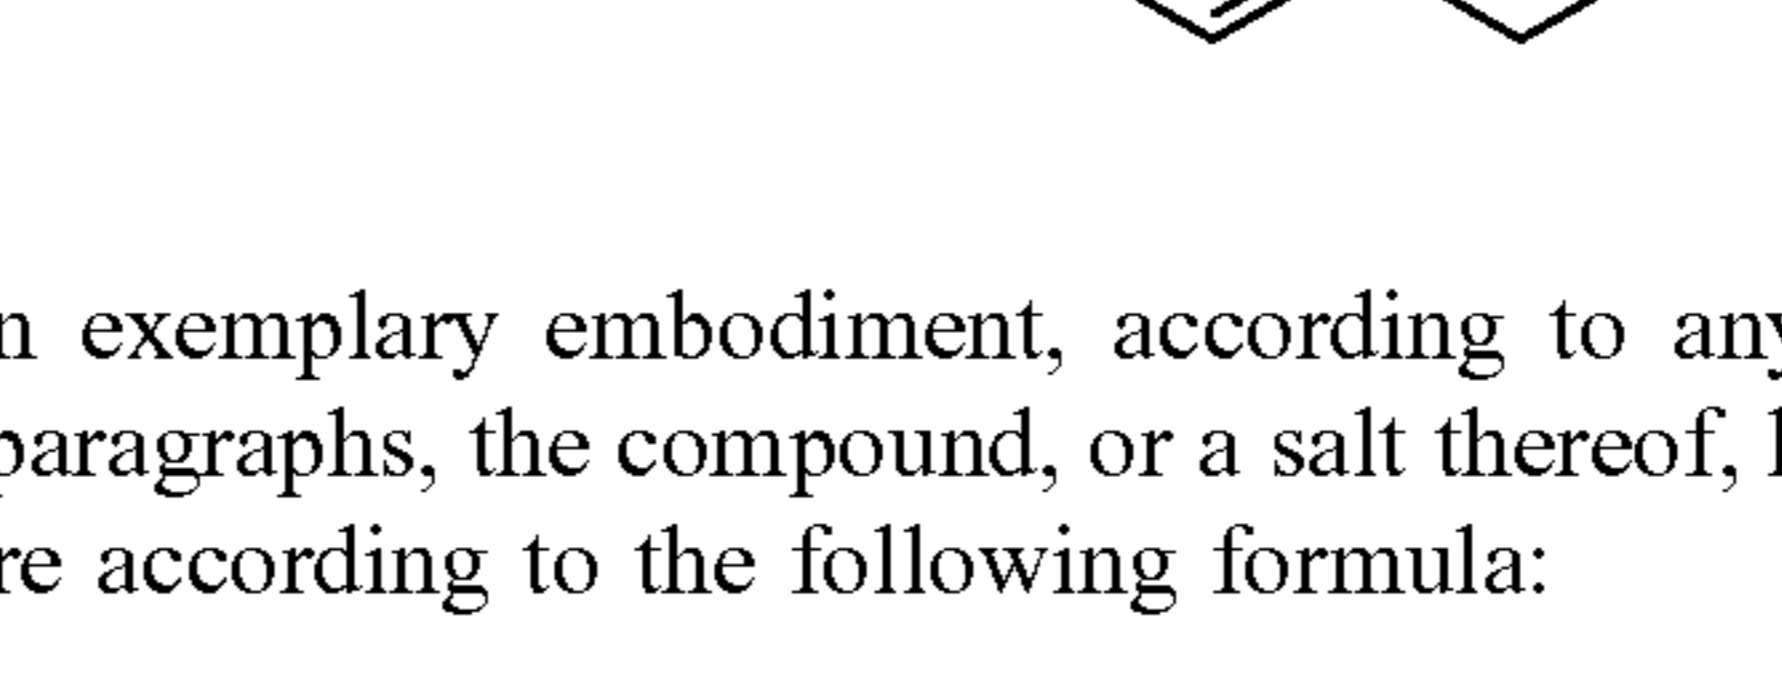 n exemplary embodiment, according to any
paragraphs, the compound, or a salt thereof,
re according to the following formula: